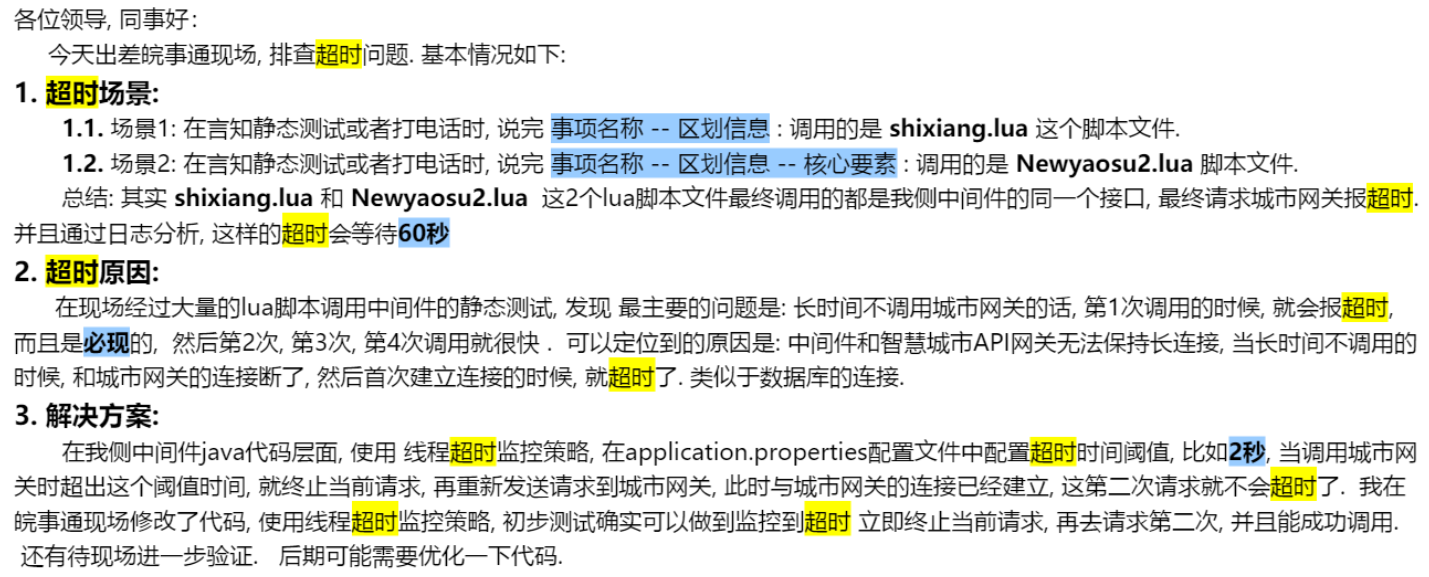 各位领导, 同事好:
今天出差皖事通现场, 排查超时问题. 基本情况如下:
1. 超时场景:
1.1. 场景1: 在言知静态测试或者打电话时, 说完 事项名称 -- 区划信息 : 调用的是 shixiang.lua 这个脚本文件.
1.2. 场景2: 在言知静态测试或者打电话时, 说完 事项名称 -- 区划信息 -- 核心要素 : 调用的是 Newyaosu2.lua 脚本文件.
总结: 其实 shixiang.lua 和 Newyaosu2.lua 这2个lua脚本文件最终调用的都是我侧中间件的同一个接口, 最终请求城市网关报超时.
并且通过日志分析, 这样的超时会等待60秒
2. 超时原因:
在现场经过大量的lua脚本调用中间件的静态测试, 发现 最主要的问题是: 长时间不调用城市网关的话, 第1次调用的时候, 就会报超时,
而且是必现的, 然后第2次, 第3次, 第4次调用就很快 . 可以定位到的原因是: 中间件和智慧城市API网关无法保持长连接, 当长时间不调用的
时候, 和城市网关的连接断了, 然后首次建立连接的时候, 就超时了. 类似于数据库的连接.
3. 解决方案:
在我侧中间件java代码层面, 使用 线程超时监控策略, 在application.properties配置文件中配置超时时间阈值, 比如2秒, 当调用城市网
关时超出这个阈值时间, 就终止当前请求, 再重新发送请求到城市网关, 此时与城市网关的连接已经建立, 这第二次请求就不会超时了. 我在
皖事通现场修改了代码, 使用线程超时监控策略, 初步测试确实可以做到监控到超时 立即终止当前请求, 再去请求第二次, 并且能成功调用.
还有待现场进一步验证. 后期可能需要优化一下代码.